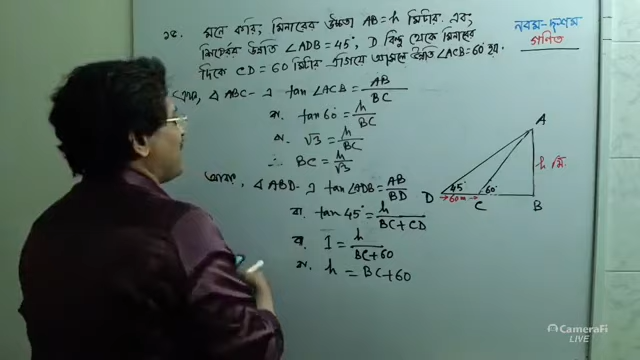 ১৫. মনে করি, মিনারের উচ্চতা AB = h মিটার এবং
উন্নতি ∠ADB = 45°, D বিন্দু থেকে মিনারের
দিকে CD = 60 মিটার এগিয়ে আসলে উন্নতি ∠ACB = 60° হয়
এখন, △ ABC- এ tan ∠ACB = AB/BC
বা, tan 60° = h/BC
বা, √3 = h/BC
∴ BC = h/√3
আবার, △ ABD- এ tan ∠ADB = AB/BD
বা, tan 45° = h/BC + CD
বা, 1 = h/BC+60
বা, h = BC+60
নবম-দশম
গণিত
A
h মি.
D 45° 60° B
60m C
CameraFi
LIVE